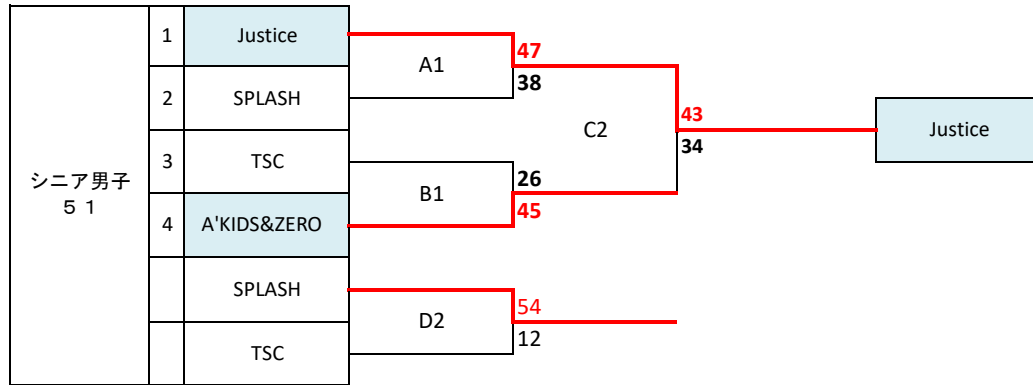 シニア男子
５１
1
Justice
2
SPLASH
3
TSC
4
A'KIDS&ZERO
SPLASH
TSC
A1
47
38
B1
26
45
C2
43
34
D2
54
12
Justice